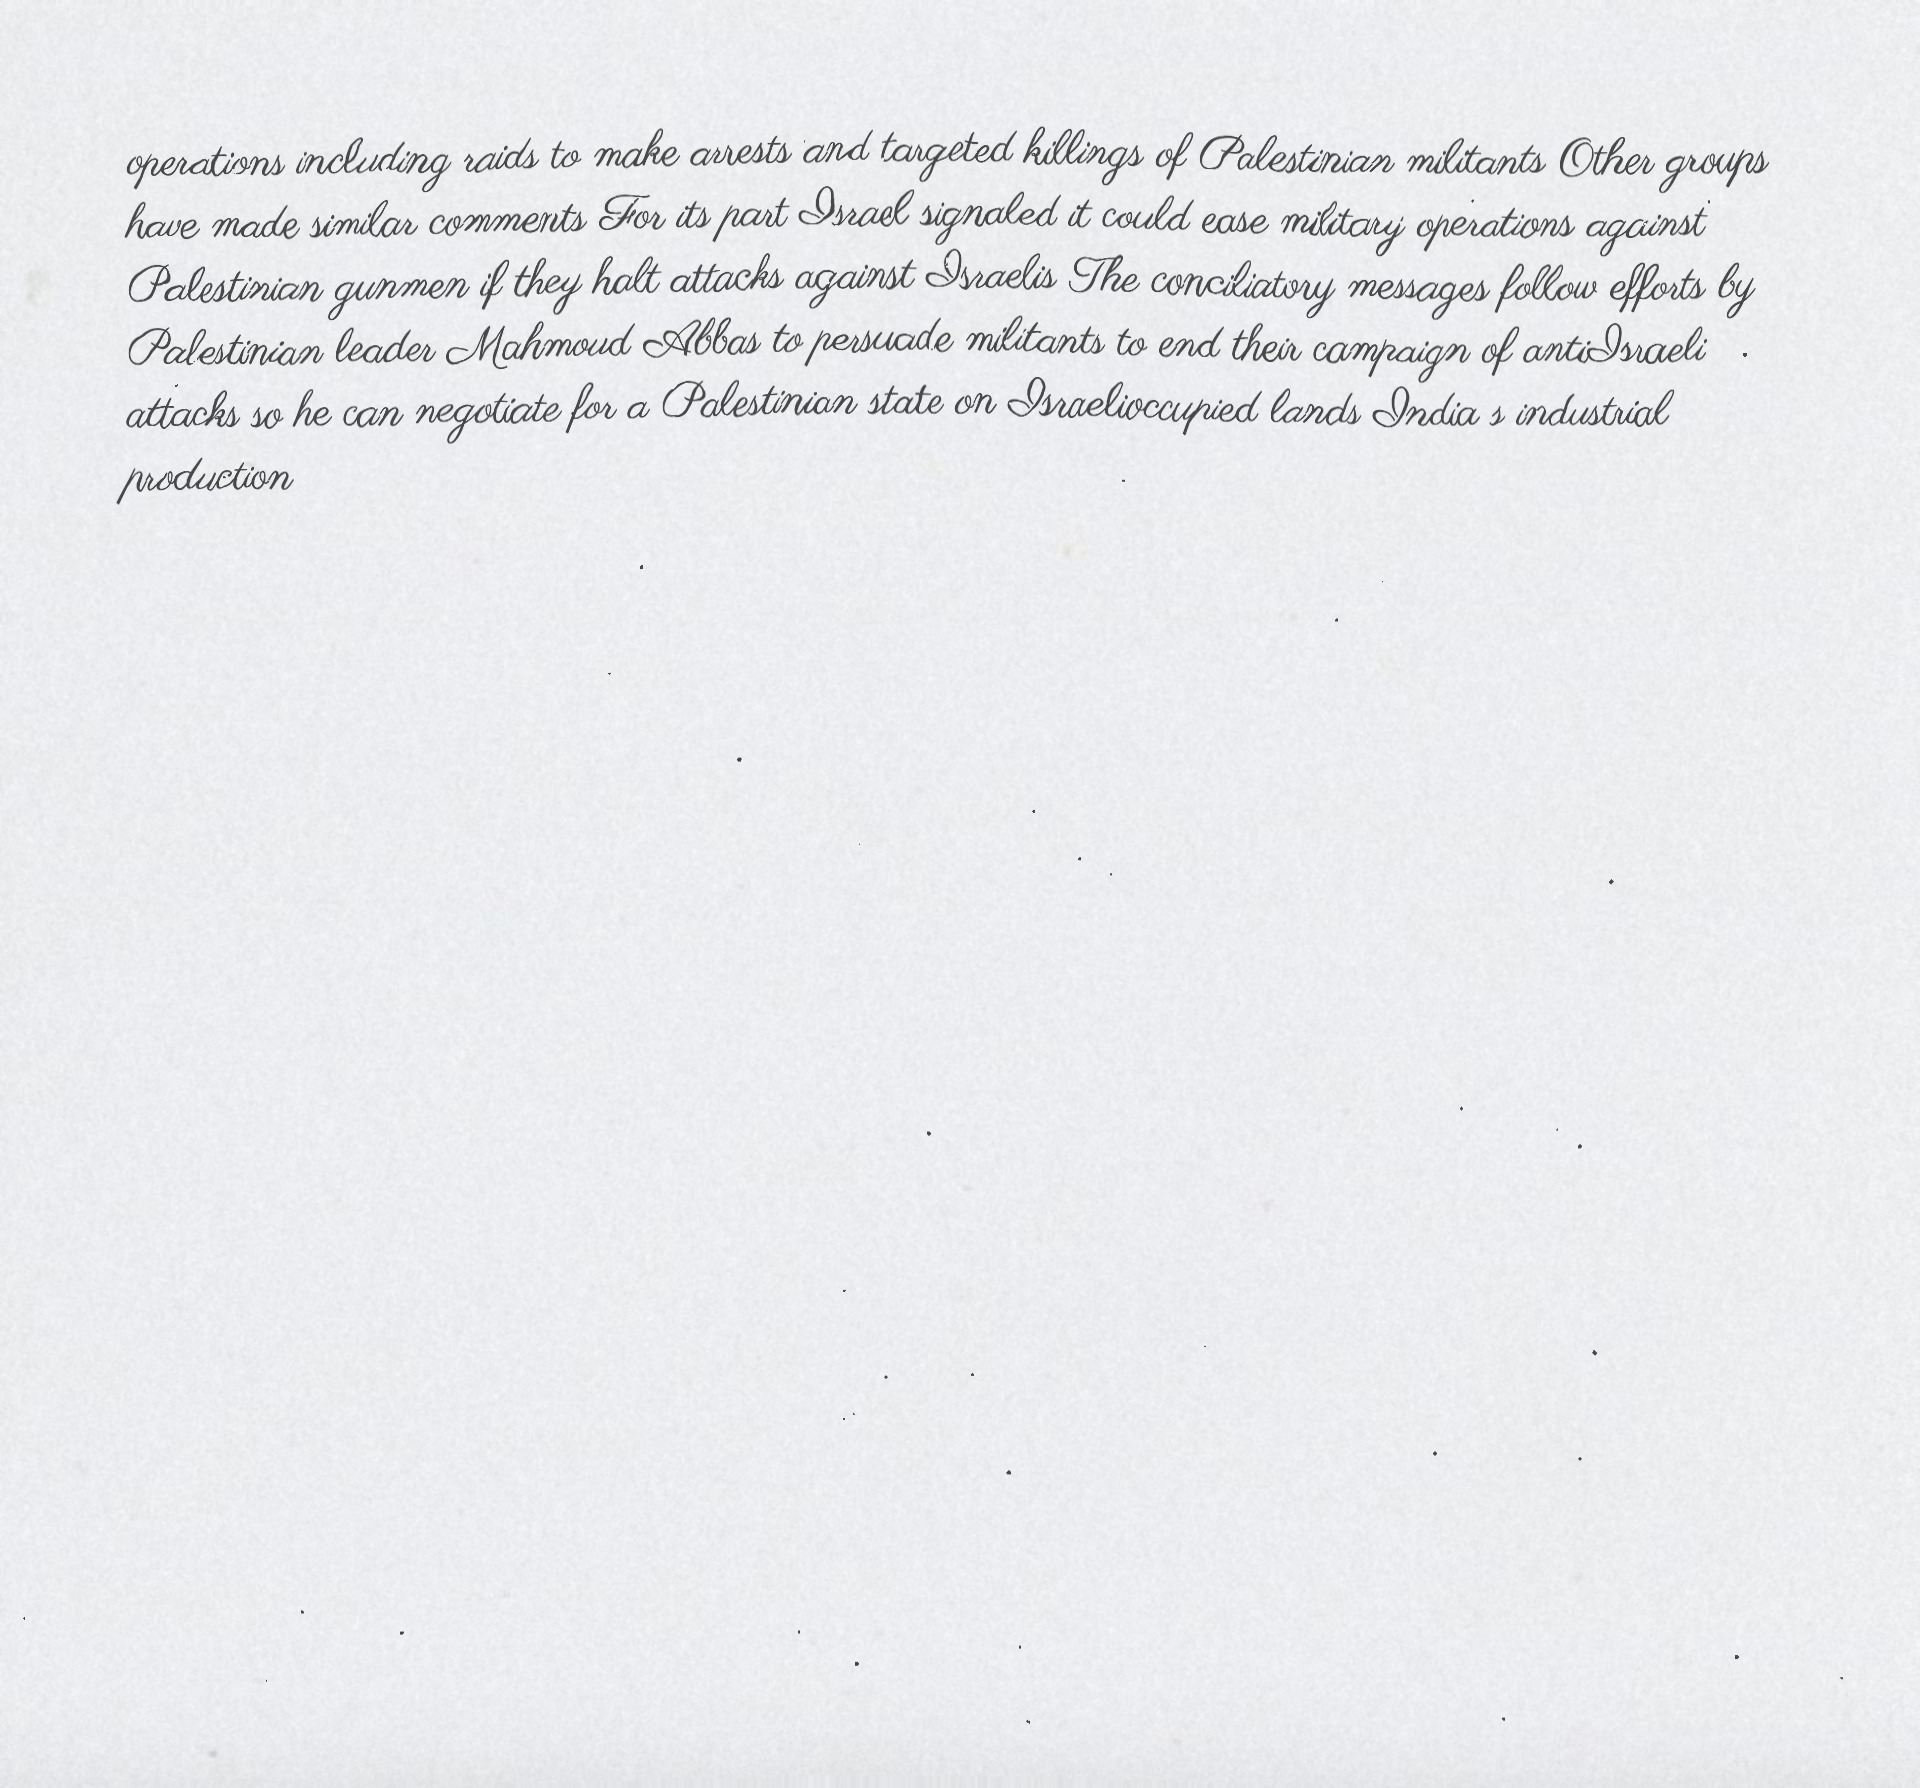 operations including raids to make arrests and targeted killings of Palestinian militants Other groups
have made similar comments For its part Israel signaled it could ease military operations against
Palestinian gunmen if they halt attacks against Israelis The conciliatory messages follow efforts by
Palestinian leader Mahmoud Abbas to persuade militants to end their campaign of antiIsraeli
attacks so he can negotiate for a Palestinian state on Israelioccupied lands India s industrial
production